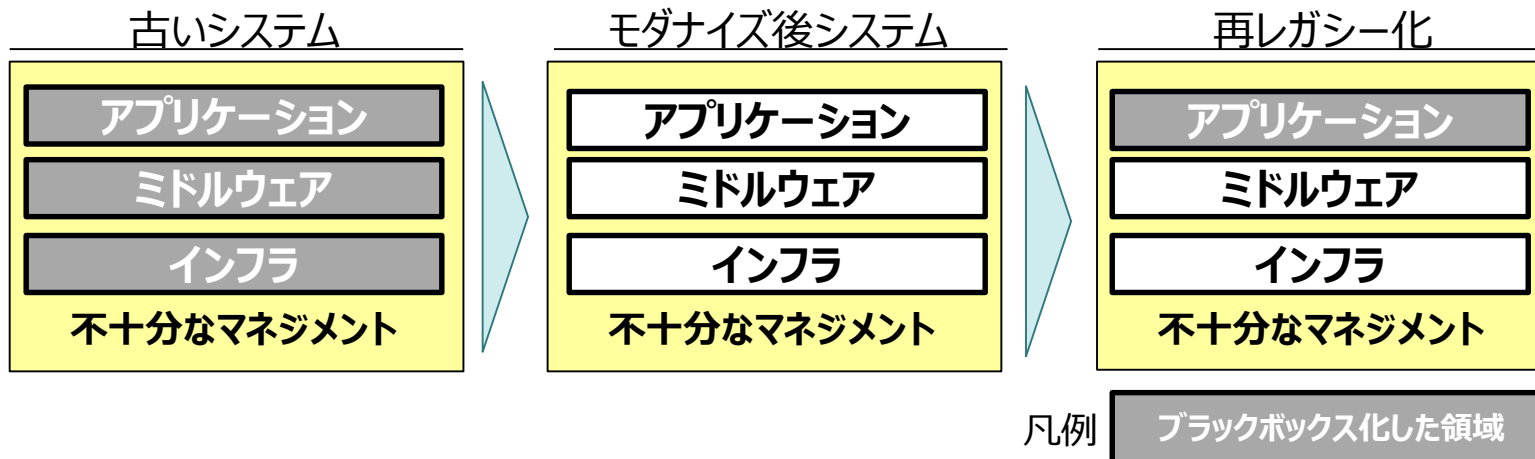 古いシステム
アプリケーション
ミドルウェア
インフラ
不十分なマネジメント
モダナイズ後システム
アプリケーション
ミドルウェア
インフラ
不十分なマネジメント
再レガシー化
アプリケーション
ミドルウェア
インフラ
不十分なマネジメント
凡例
ブラックボックス化した領域